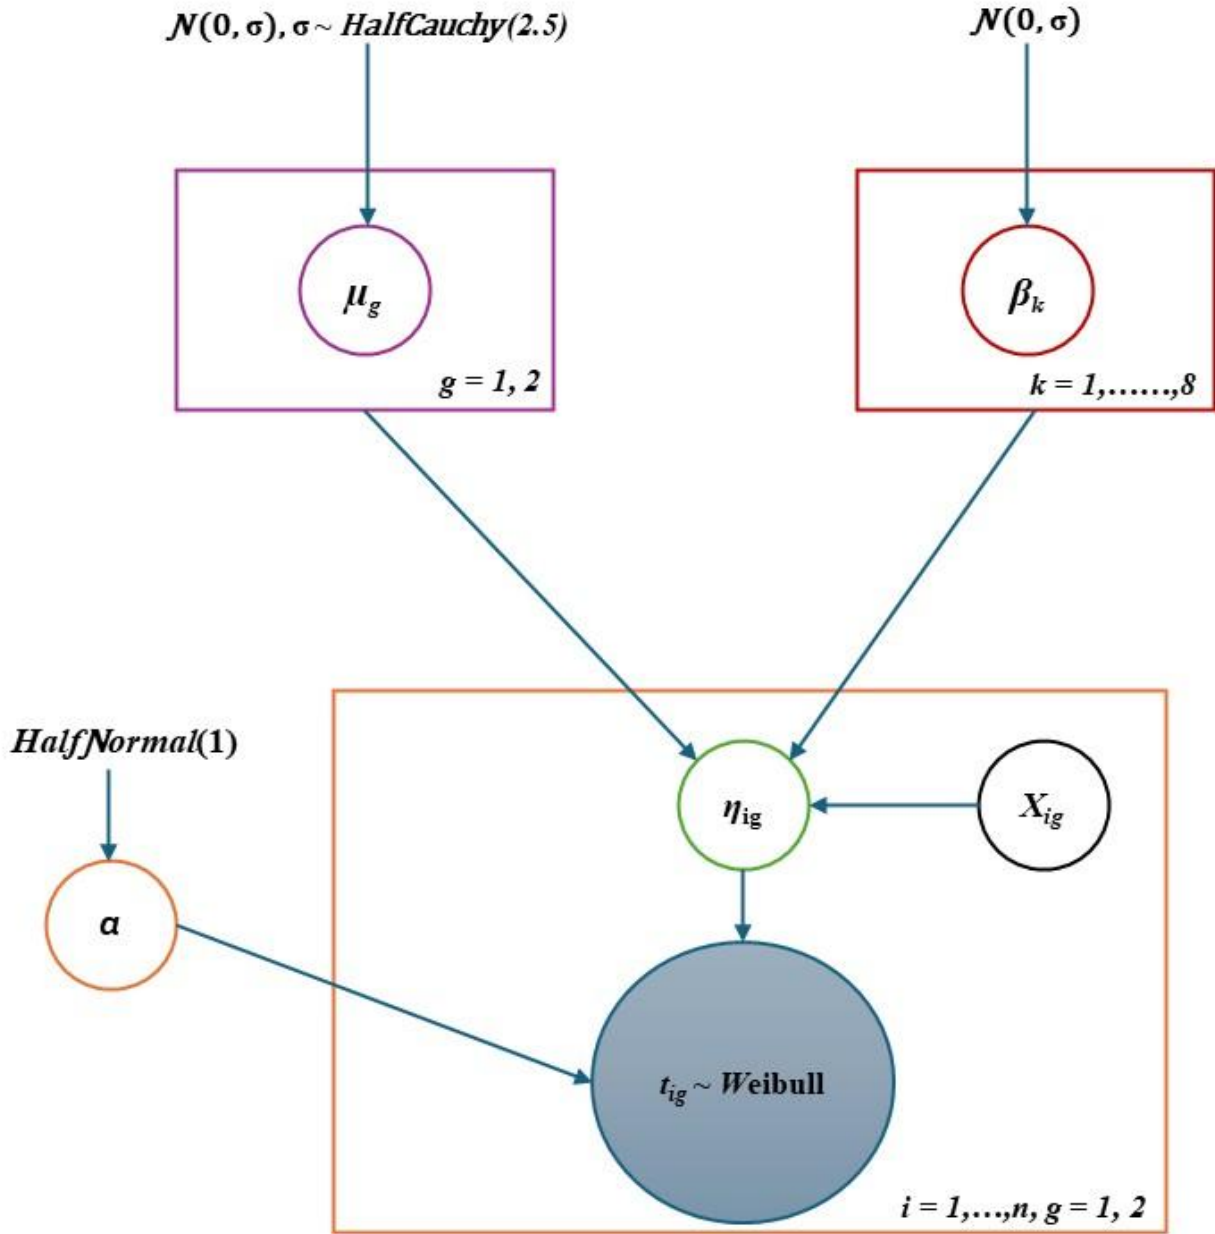 𝒩(0, σ), σ ~ HalfCauchy(2.5)
𝒩(0, σ)
μg
g = 1, 2
βk
k = 1,……,8
Half𝒩ormal(1)
ηig
Xig
α
tig ~ Weibull
i = 1,…,n, g = 1, 2